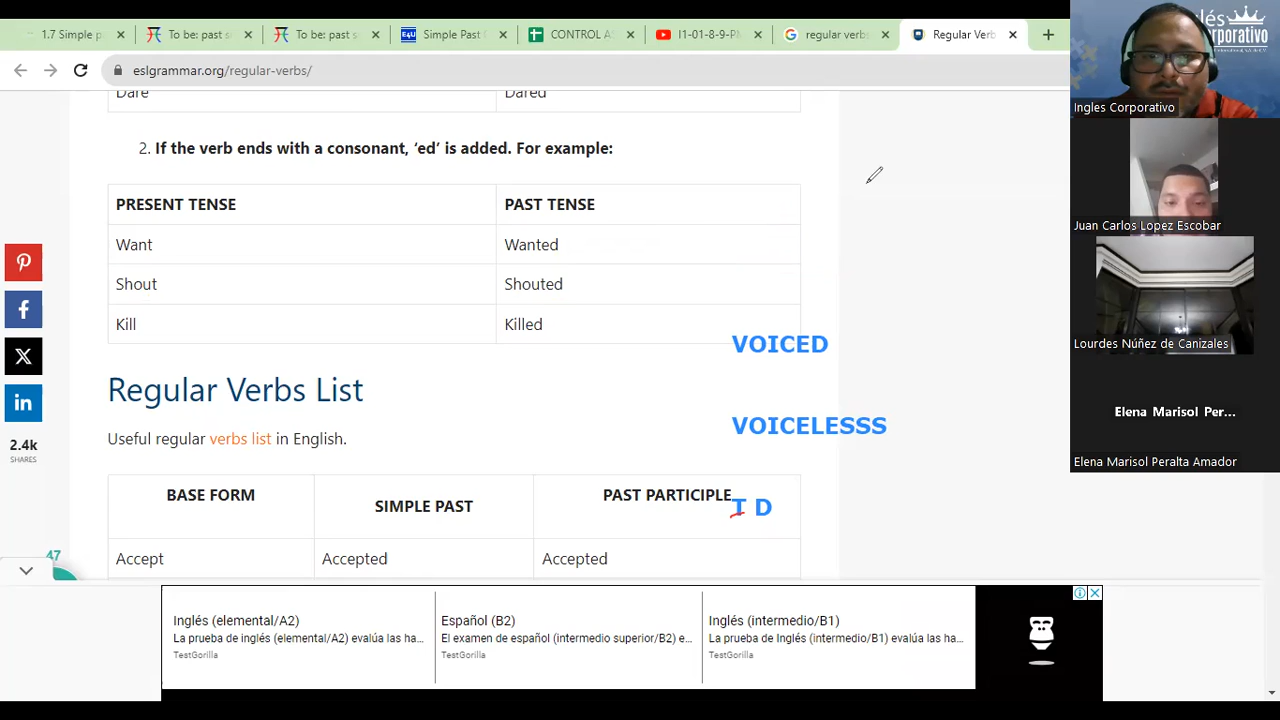 1.7 Simple p
To be: past s
To be: past s
Simple Past
CONTROL AS
I1-01-8-9-PM
regular verbs
Regular Verb
eslgrammar.org/regular-verbs/
Dare
Dared
2. If the verb ends with a consonant, ‘ed’ is added. For example:
PRESENT TENSE
PAST TENSE
Want
Wanted
Shout
Shouted
Kill
Killed
VOICED
Regular Verbs List
VOICELESSS
Useful regular verbs list in English.
BASE FORM
SIMPLE PAST
PAST PARTICIPLE
T D
Accept
Accepted
Accepted
2.4k
SHARES
47
Inglés (elemental/A2)
La prueba de inglés (elemental/A2) evalúa las ha...
TestGorilla
Español (B2)
El examen de español (intermedio superior/B2) e...
TestGorilla
Inglés (intermedio/B1)
La prueba de Inglés (intermedio/B1) evalúa las ha...
TestGorilla
Corporativo
Ingles Corporativo
Juan Carlos Lopez Escobar
Lourdes Núñez de Canizales
Elena Marisol Per...
Elena Marisol Peralta Amador